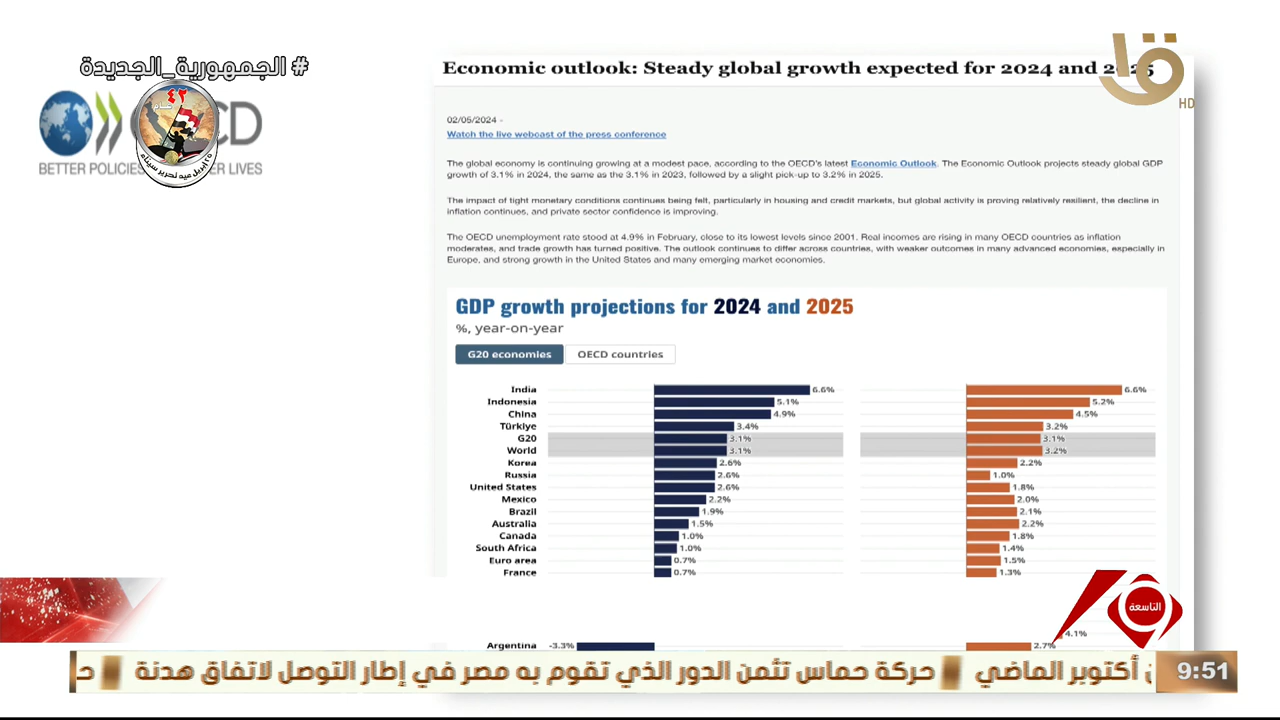 # الجمهورية_الجديدة
٤٢ عام
٢٥ أبريل عيد تحرير سيناء
CD
BETTER POLICIES ER LIVES
HD
Economic outlook: Steady global growth expected for 2024 and 2025
02/05/2024 -
Watch the live webcast of the press conference
The global economy is continuing growing at a modest pace, according to the OECD's latest Economic Outlook. The Economic Outlook projects steady global GDP
growth of 3.1% in 2024, the same as the 3.1% in 2023, followed by a slight pick-up to 3.2% in 2025.
The impact of tight monetary conditions continues being felt, particularly in housing and credit markets, but global activity is proving relatively resilient, the decline in
inflation continues, and private sector confidence is improving.
The OECD unemployment rate stood at 4.9% in February, close to its lowest levels since 2001. Real incomes are rising in many OECD countries as inflation
moderates, and trade growth has turned positive. The outlook continues to differ across countries, with weaker outcomes in many advanced economies, especially in
Europe, and strong growth in the United States and many emerging market economies.
GDP growth projections for 2024 and 2025
%, year-on-year
G20 economies OECD countries
India 6.6% 6.6%
Indonesia 5.1% 5.2%
China 4.9% 4.5%
Türkiye 3.4% 3.2%
G20 3.1% 3.1%
World 3.1% 3.2%
Korea 2.6% 2.2%
Russia 2.6% 1.0%
United States 2.6% 1.8%
Mexico 2.2% 2.0%
Brazil 1.9% 2.1%
Australia 1.5% 2.2%
Canada 1.0% 1.8%
South Africa 1.0% 1.4%
Euro area 0.7% 1.5%
France 0.7% 1.3%
التاسعة
4.1%
Argentina -3.3% 2.7%
أكتوبر الماضي حركة حماس تثمن الدور الذي تقوم به مصر في إطار التوصل لاتفاق هدنة
9:51